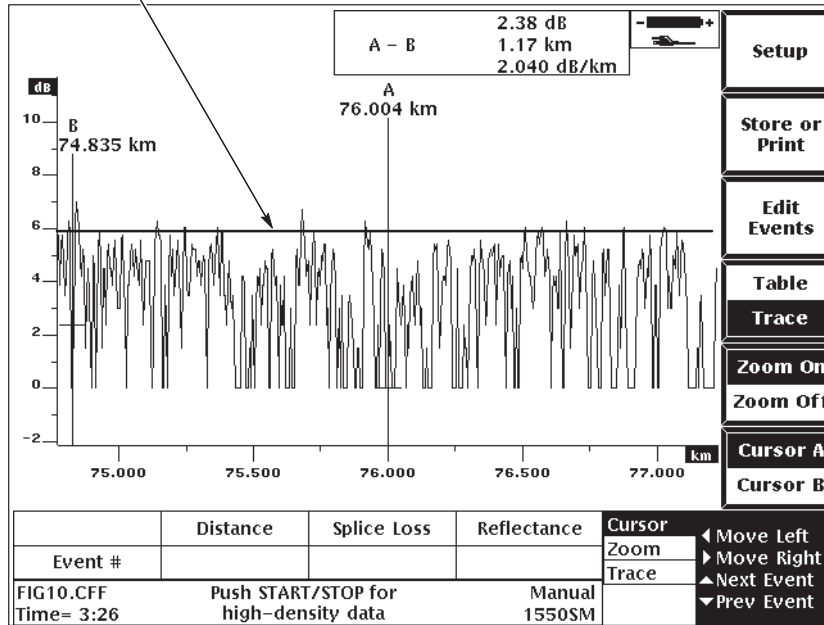 2.38 dB
A – B
1.17 km
2.040 dB/km
– +
Setup
Store or
Print
Edit
Events
Table
Trace
Zoom On
Zoom Off
Cursor A
Cursor B
dB
A
76.004 km
B
74.835 km
10
8
6
4
2
0
–2
km
75.000 75.500 76.000 76.500 77.000
Distance Splice Loss Reflectance
Event #
FIG10.CFF
Time= 3:26
Push START/STOP for
high-density data
Manual
1550SM
Cursor
Zoom
Trace
Move Left
Move Right
Next Event
Prev Event